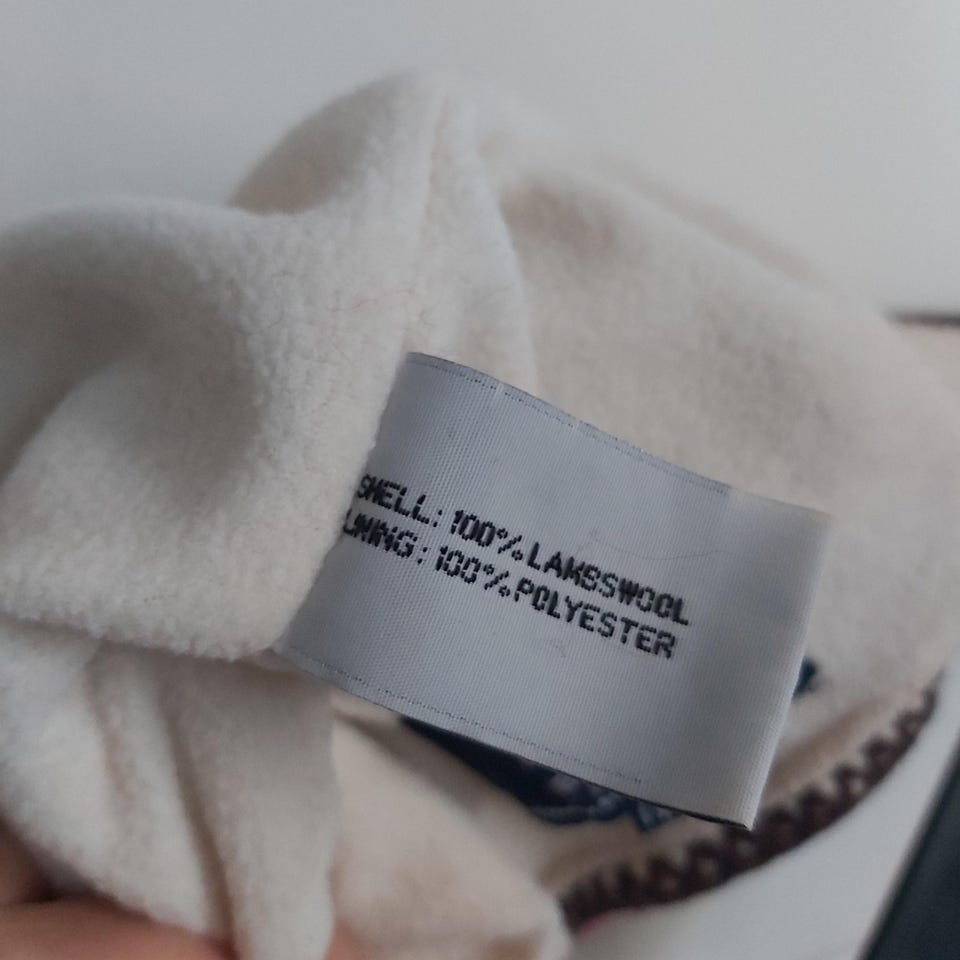 SHELL: 100% LAMBSWOOL
LINING: 100% POLYESTER